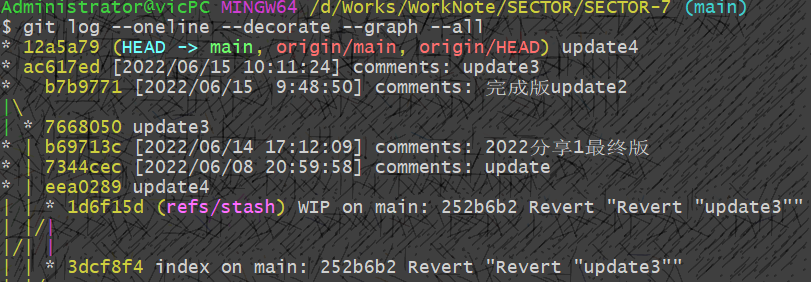 Administrator@vicPC MINGW64 /d/Works/WorkNote/SECTOR/SECTOR-7 (main)
$ git log --oneline --decorate --graph --all
* 12a5a79 (HEAD -> main, origin/main, origin/HEAD) update4
* ac617ed [2022/06/15 10:11:24] comments: update3
*   b7b9771 [2022/06/15  9:48:50] comments: 完成版update2
|\
| * 7668050 update3
* | b69713c [2022/06/14 17:12:09] comments: 2022分享1最终版
* | 7344cec [2022/06/08 20:59:58] comments: update
* | eea0289 update4
| | * 1d6f15d (refs/stash) WIP on main: 252b6b2 Revert "Revert "update3""
| |/|
|/| |
| | * 3dcf8f4 index on main: 252b6b2 Revert "Revert "update3""